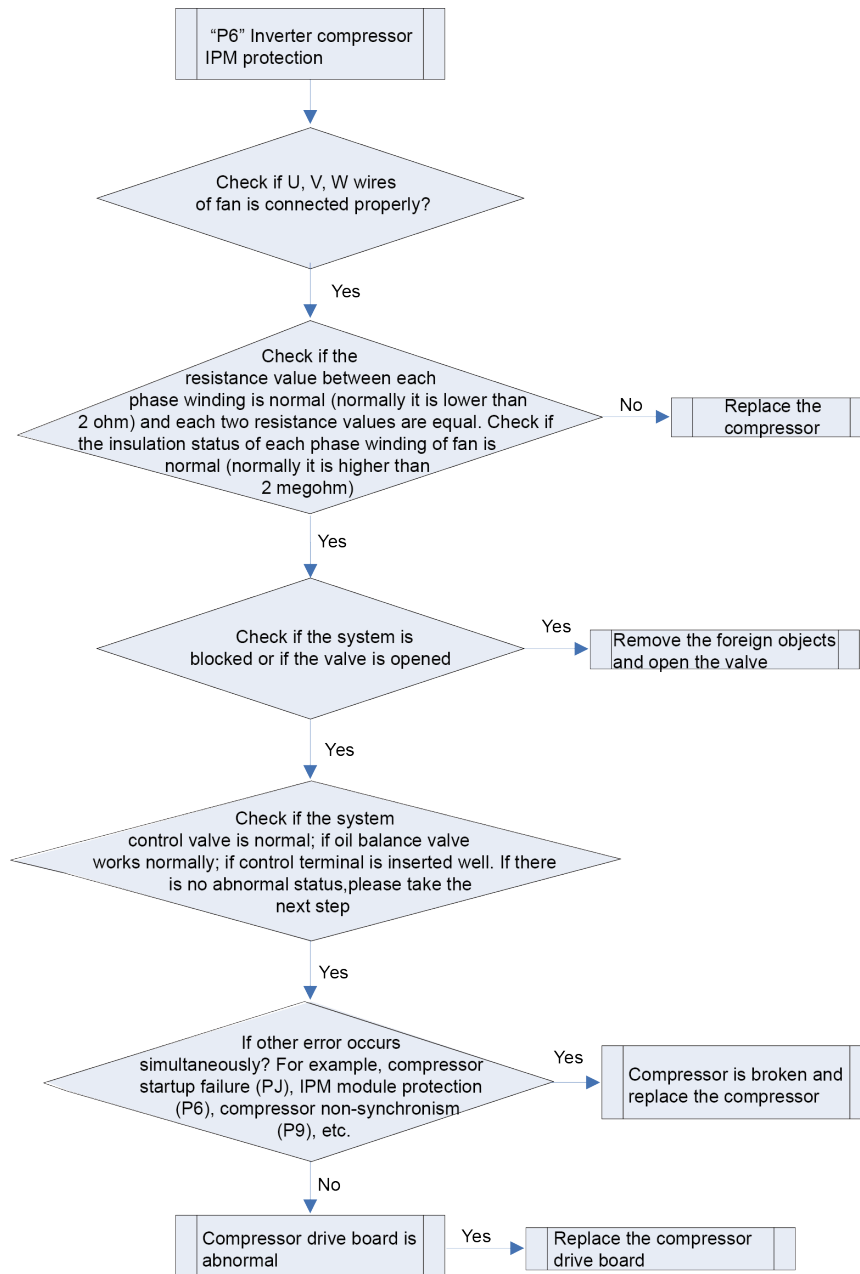 “P6” Inverter compressor
IPM protection
Check if U, V, W wires
of fan is connected properly?
Yes
Check if the
resistance value between each
phase winding is normal (normally it is lower than
2 ohm) and each two resistance values are equal. Check if
the insulation status of each phase winding of fan is
normal (normally it is higher than
2 megohm)
No
Replace the
compressor
Yes
Check if the system is
blocked or if the valve is opened
Yes
Remove the foreign objects
and open the valve
Yes
Check if the system
control valve is normal; if oil balance valve
works normally; if control terminal is inserted well. If there
is no abnormal status,please take the
next step
Yes
If other error occurs
simultaneously? For example, compressor
startup failure (PJ), IPM module protection
(P6), compressor non-synchronism
(P9), etc.
Yes
Compressor is broken and
replace the compressor
No
Compressor drive board is
abnormal
Yes
Replace the compressor
drive board